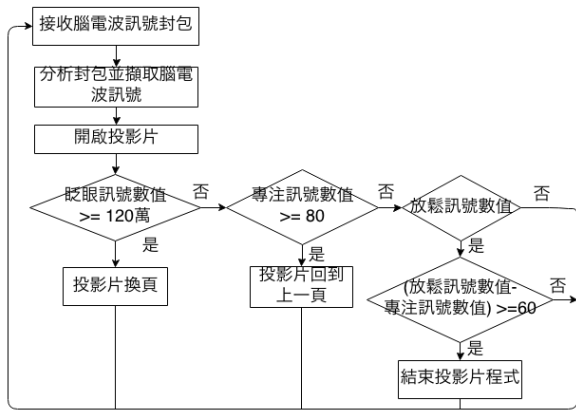 接收腦電波訊號封包
分析封包並擷取腦電
波訊號
開啟投影片
眨眼訊號數值
>= 120萬
否
專注訊號數值
>= 80
否
放鬆訊號數值
否
是
是
是
投影片換頁
投影片回到
上一頁
(放鬆訊號數值-
專注訊號數值) >=60
否
是
結束投影片程式